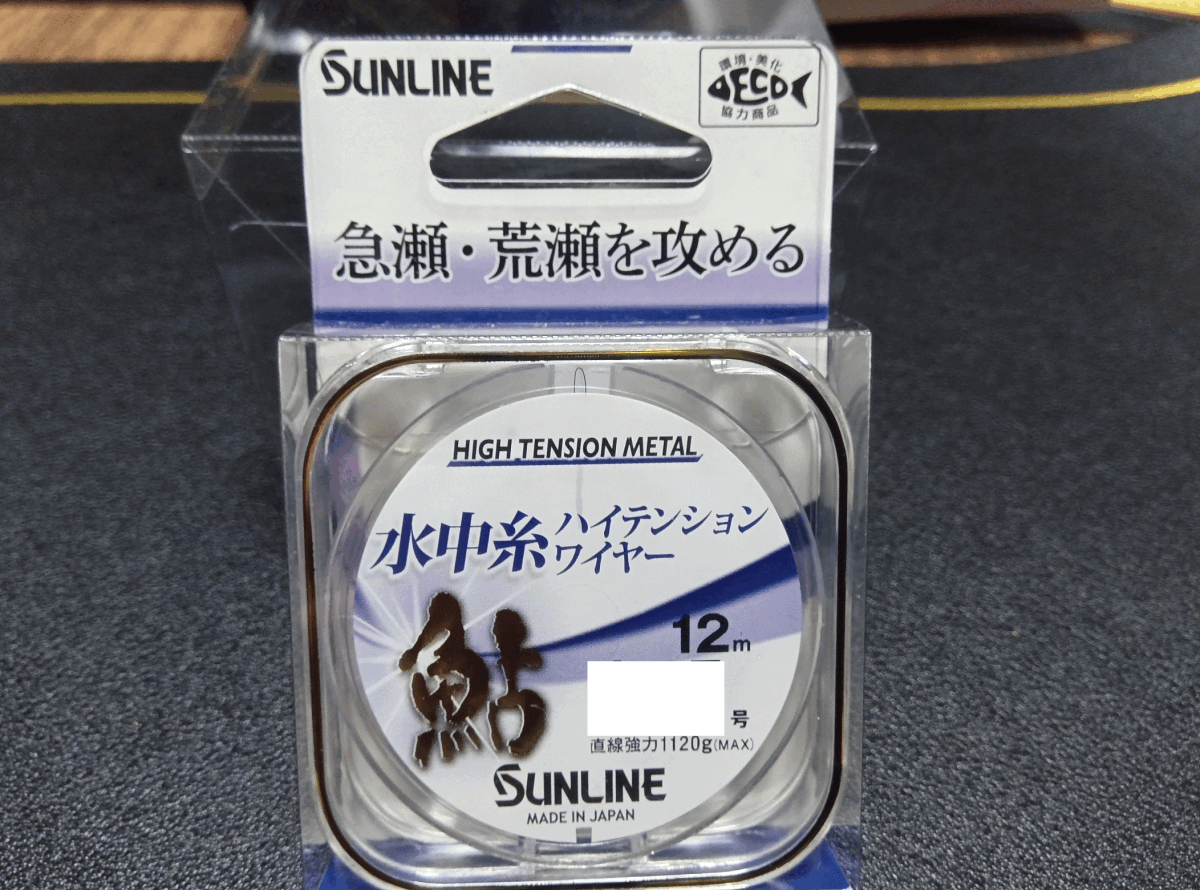 SUNLINE
環境・美化
ECO
協力商品
急瀬・荒瀬を攻める
HIGH TENSION METAL
水中糸ハイテンション
ワイヤー
鮎
12m
号
直線強力1120g(MAX)
SUNLINE
MADE IN JAPAN